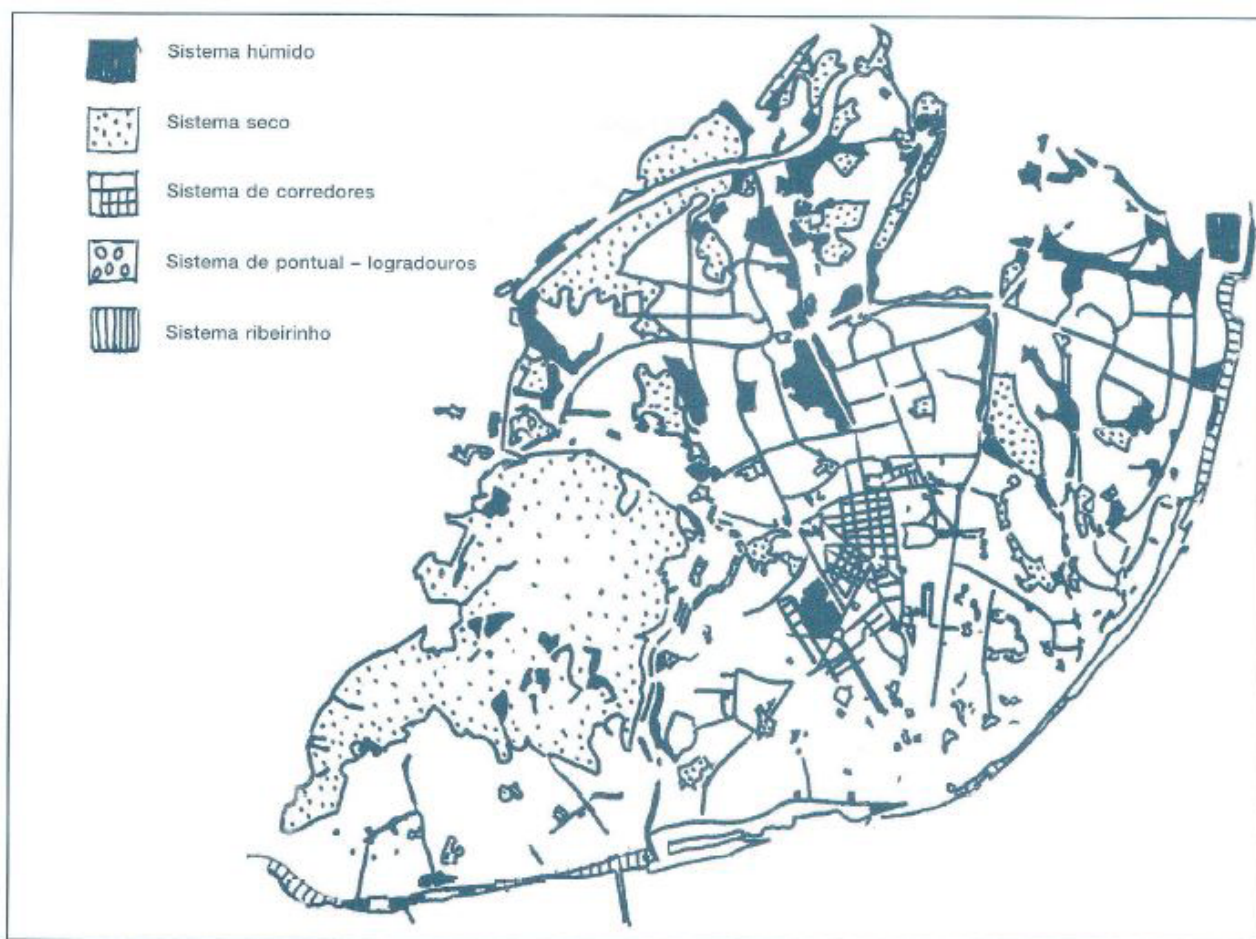 Sistema húmido
Sistema seco
Sistema de corredores
Sistema de pontual – logradouros
Sistema ribeirinho